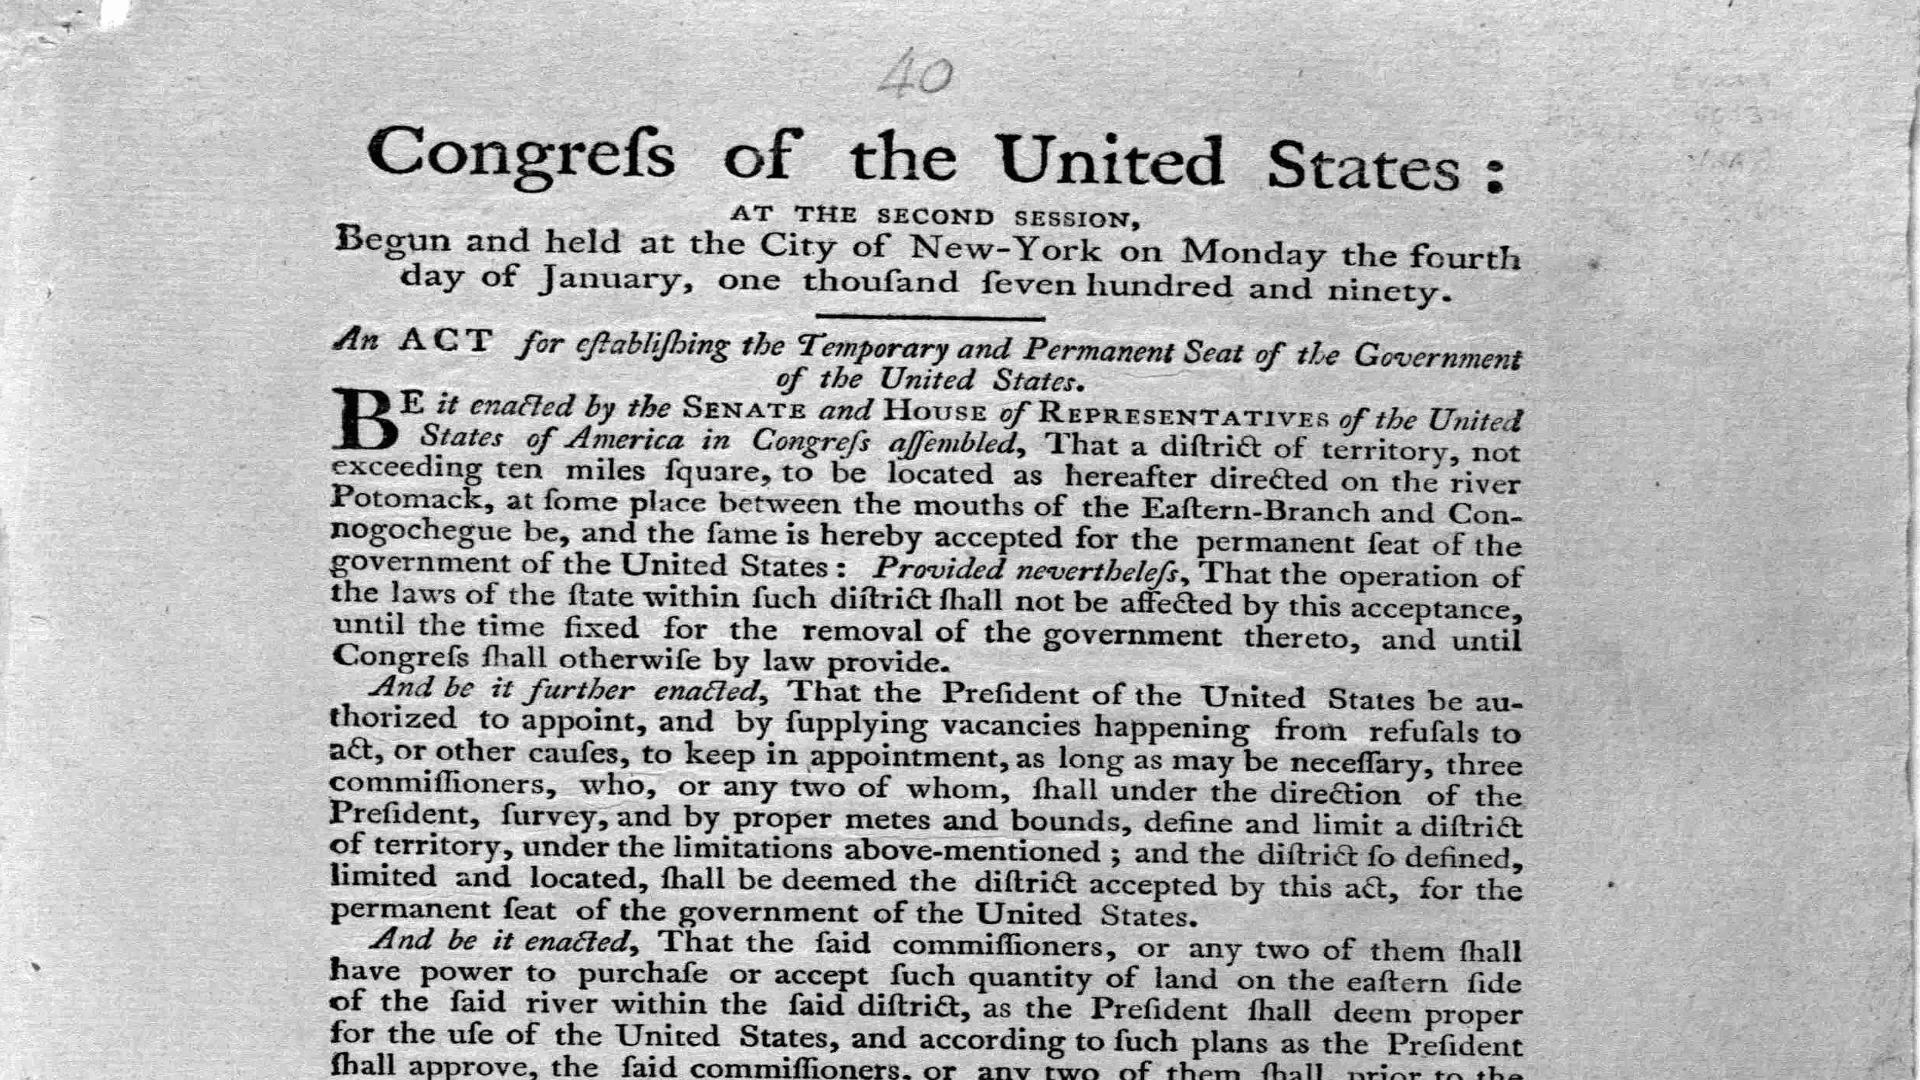 40
Congreſs of the United States:
AT THE SECOND SESSION,
Begun and held at the City of New-York on Monday the fourth
day of January, one thouſand ſeven hundred and ninety.
An ACT for eſtabliſhing the Temporary and Permanent Seat of the Government
of the United States.
BE it enacted by the SENATE and HOUSE of REPRESENTATIVES of the United
States of America in Congreſs aſſembled, That a diſtrict of territory, not
exceeding ten miles ſquare, to be located as hereafter directed on the river
Potomack, at ſome place between the mouths of the Eaſtern-Branch and Con-
nogochegue be, and the ſame is hereby accepted for the permanent ſeat of the
government of the United States: Provided nevertheleſs, That the operation of
the laws of the ſtate within ſuch diſtrict ſhall not be affected by this acceptance,
until the time fixed for the removal of the government thereto, and until
Congreſs ſhall otherwiſe by law provide.
And be it further enacted, That the Preſident of the United States be au-
thorized to appoint, and by ſupplying vacancies happening from refuſals to
act, or other cauſes, to keep in appointment, as long as may be neceſſary, three
commiſſioners, who, or any two of whom, ſhall under the direction of the
Preſident, ſurvey, and by proper metes and bounds, define and limit a diſtrict
of territory, under the limitations above-mentioned; and the diſtrict ſo defined,
limited and located, ſhall be deemed the diſtrict accepted by this act, for the
permanent ſeat of the government of the United States.
And be it enacted, That the ſaid commiſſioners, or any two of them ſhall
have power to purchaſe or accept ſuch quantity of land on the eaſtern ſide
of the ſaid river within the ſaid diſtrict, as the Preſident ſhall deem proper
for the uſe of the United States, and according to ſuch plans as the Preſident
ſhall approve, the ſaid commiſſioners, or any two of them ſhall, prior to the